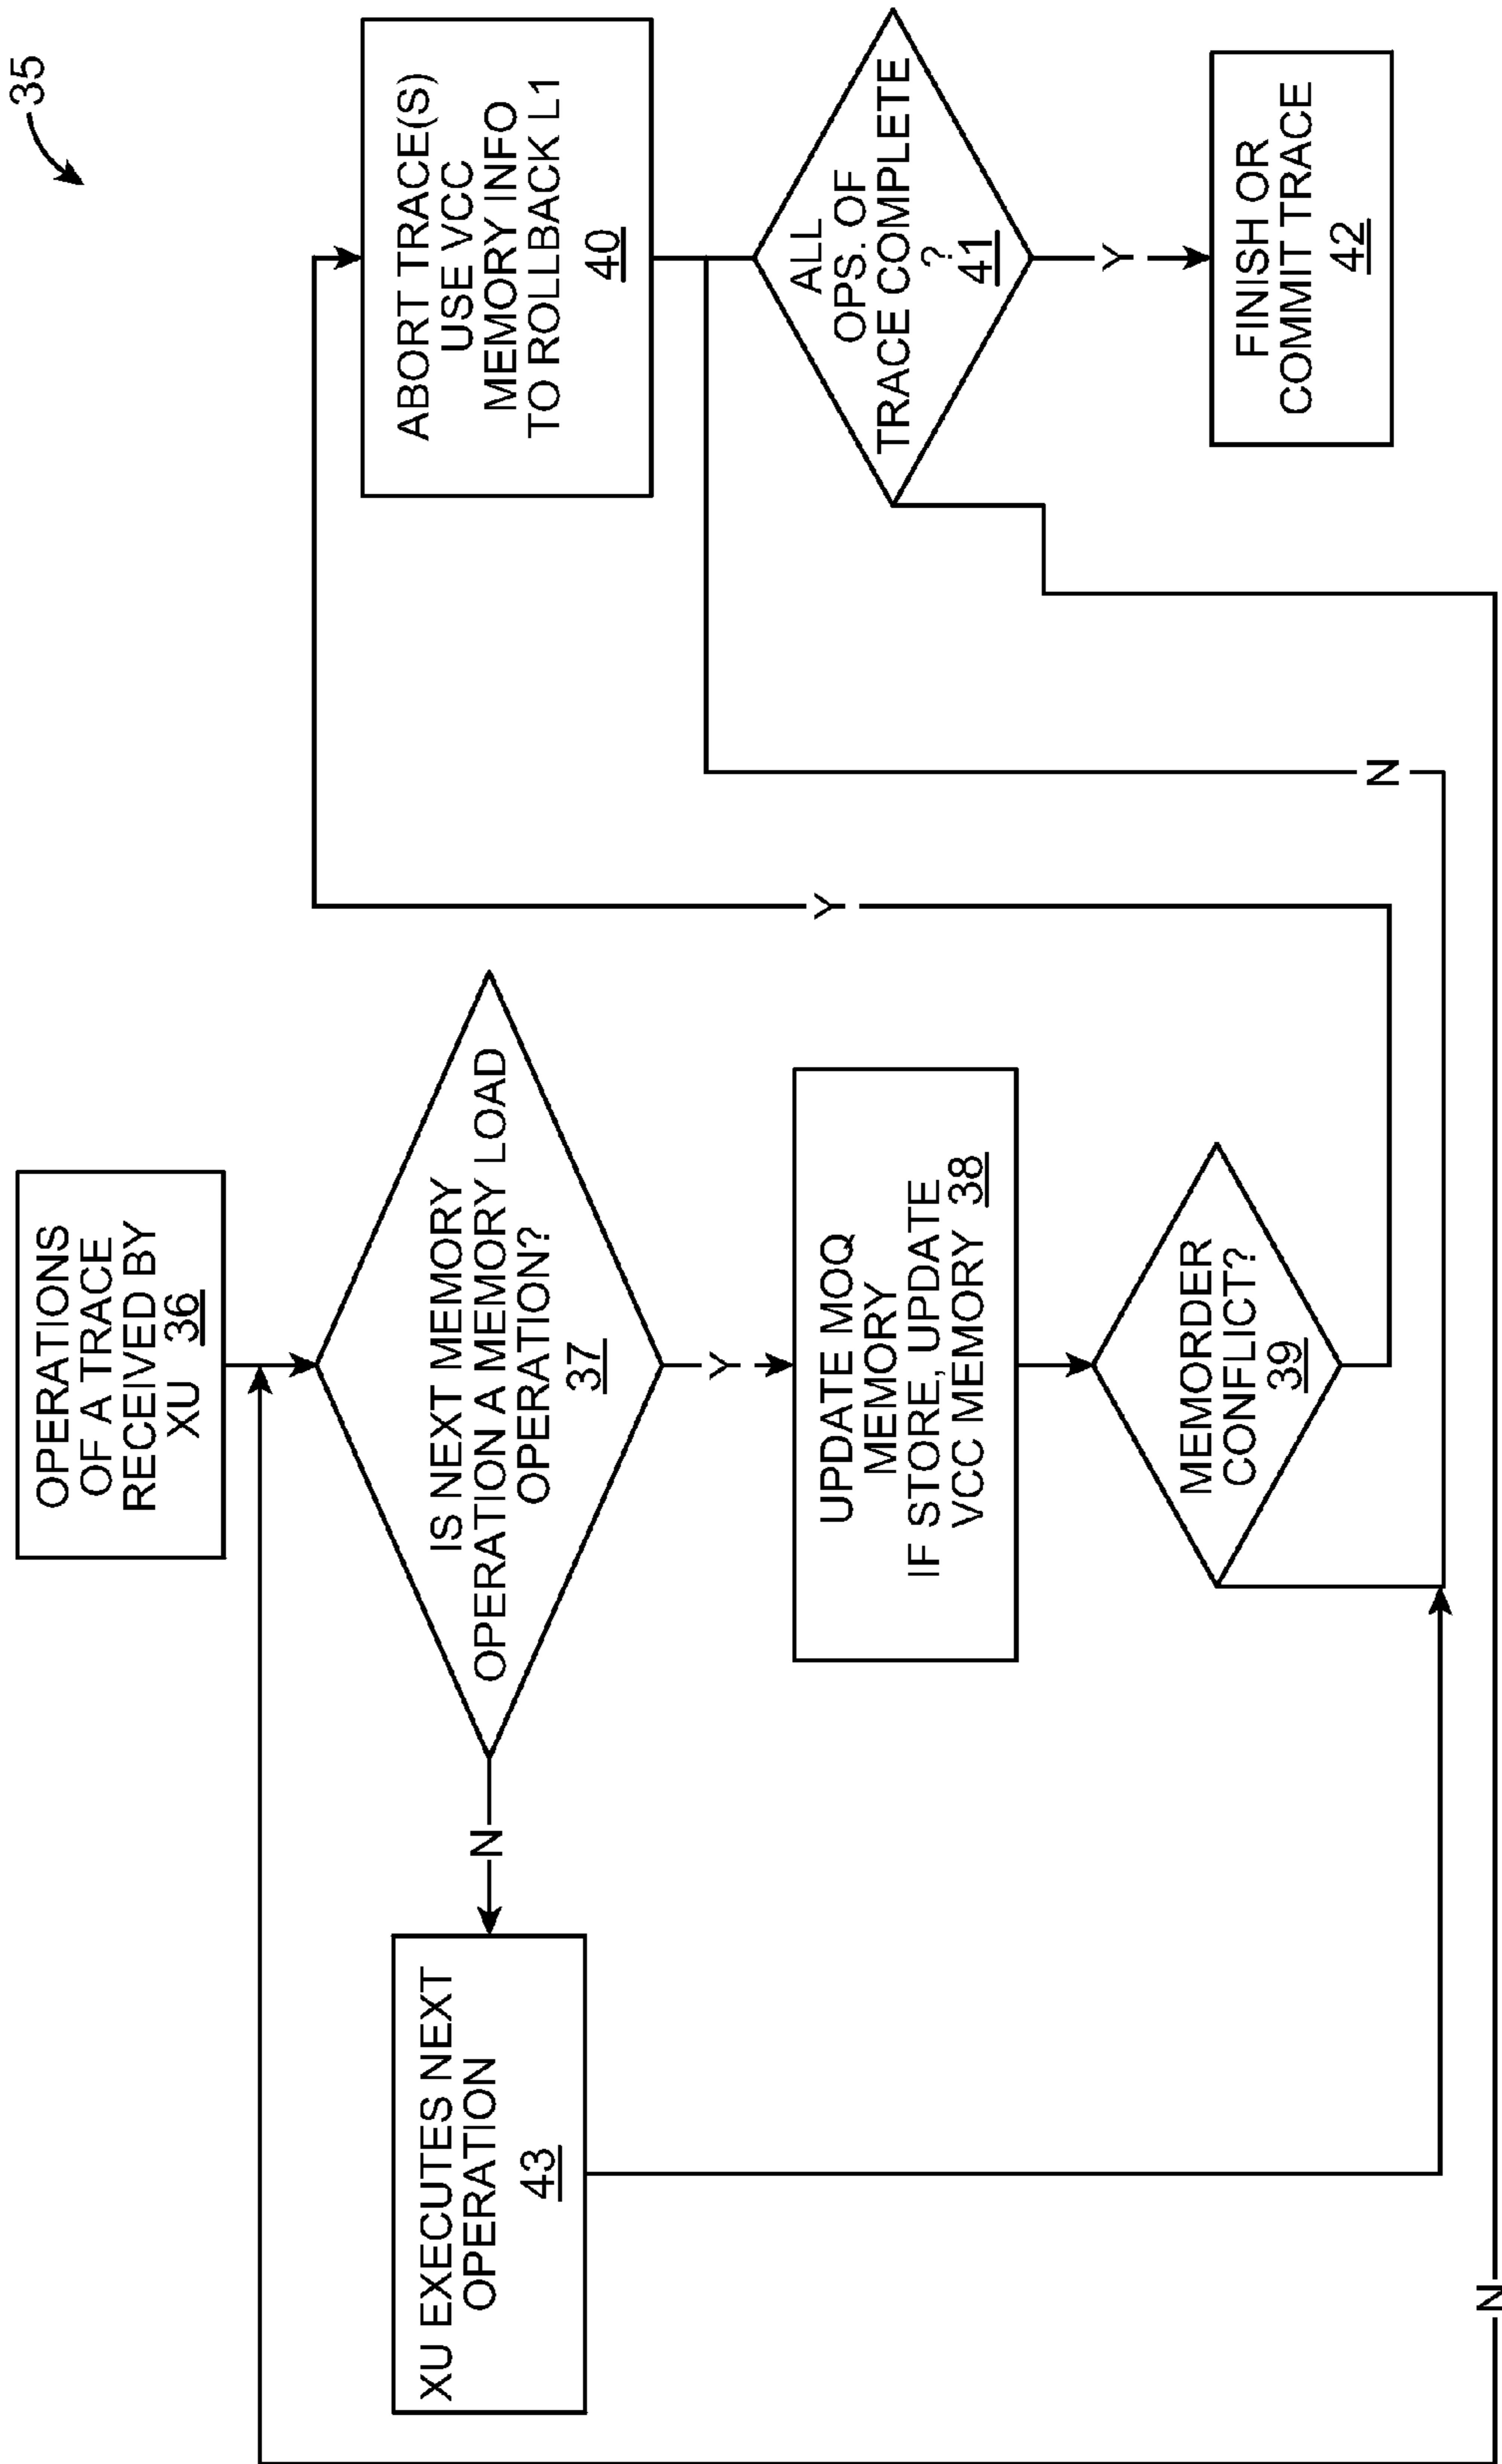 35
OPERATIONS
OF A TRACE
RECEIVED BY
XU 36
IS NEXT MEMORY
OPERATION A MEMORY LOAD
OPERATION?
37
Y
N
XU EXECUTES NEXT
OPERATION
43
UPDATE MOQ
MEMORY
IF STORE, UPDATE
VCC MEMORY 38
MEMORDER
CONFLICT?
39
Y
N
ABORT TRACE(S)
USE VCC
MEMORY INFO
TO ROLLBACK L1
40
ALL
OPS. OF
TRACE COMPLETE
?
41
Y
N
FINISH OR
COMMIT TRACE
42